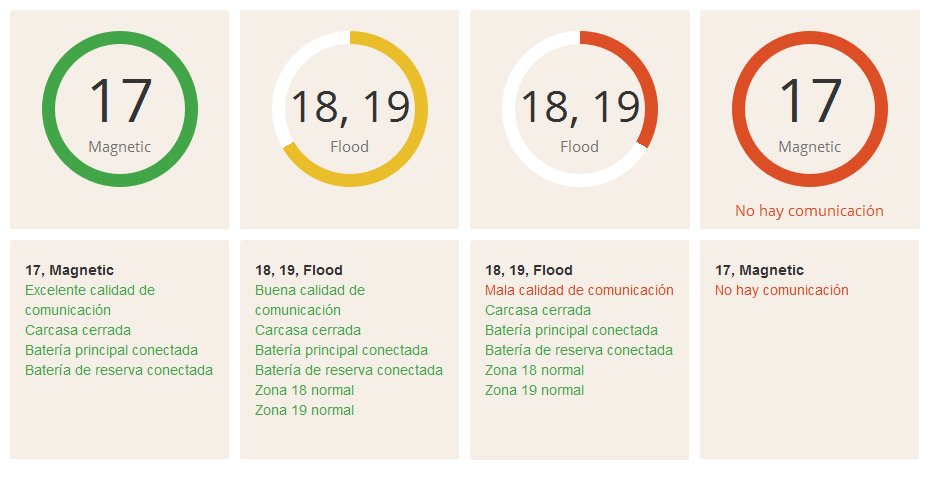 17
Magnetic
18, 19
Flood
18, 19
Flood
17
Magnetic
No hay comunicación
17, Magnetic
Excelente calidad de
comunicación
Carcasa cerrada
Batería principal conectada
Batería de reserva conectada
18, 19, Flood
Buena calidad de
comunicación
Carcasa cerrada
Batería principal conectada
Batería de reserva conectada
Zona 18 normal
Zona 19 normal
18, 19, Flood
Mala calidad de comunicación
Carcasa cerrada
Batería principal conectada
Batería de reserva conectada
Zona 18 normal
Zona 19 normal
17, Magnetic
No hay comunicación